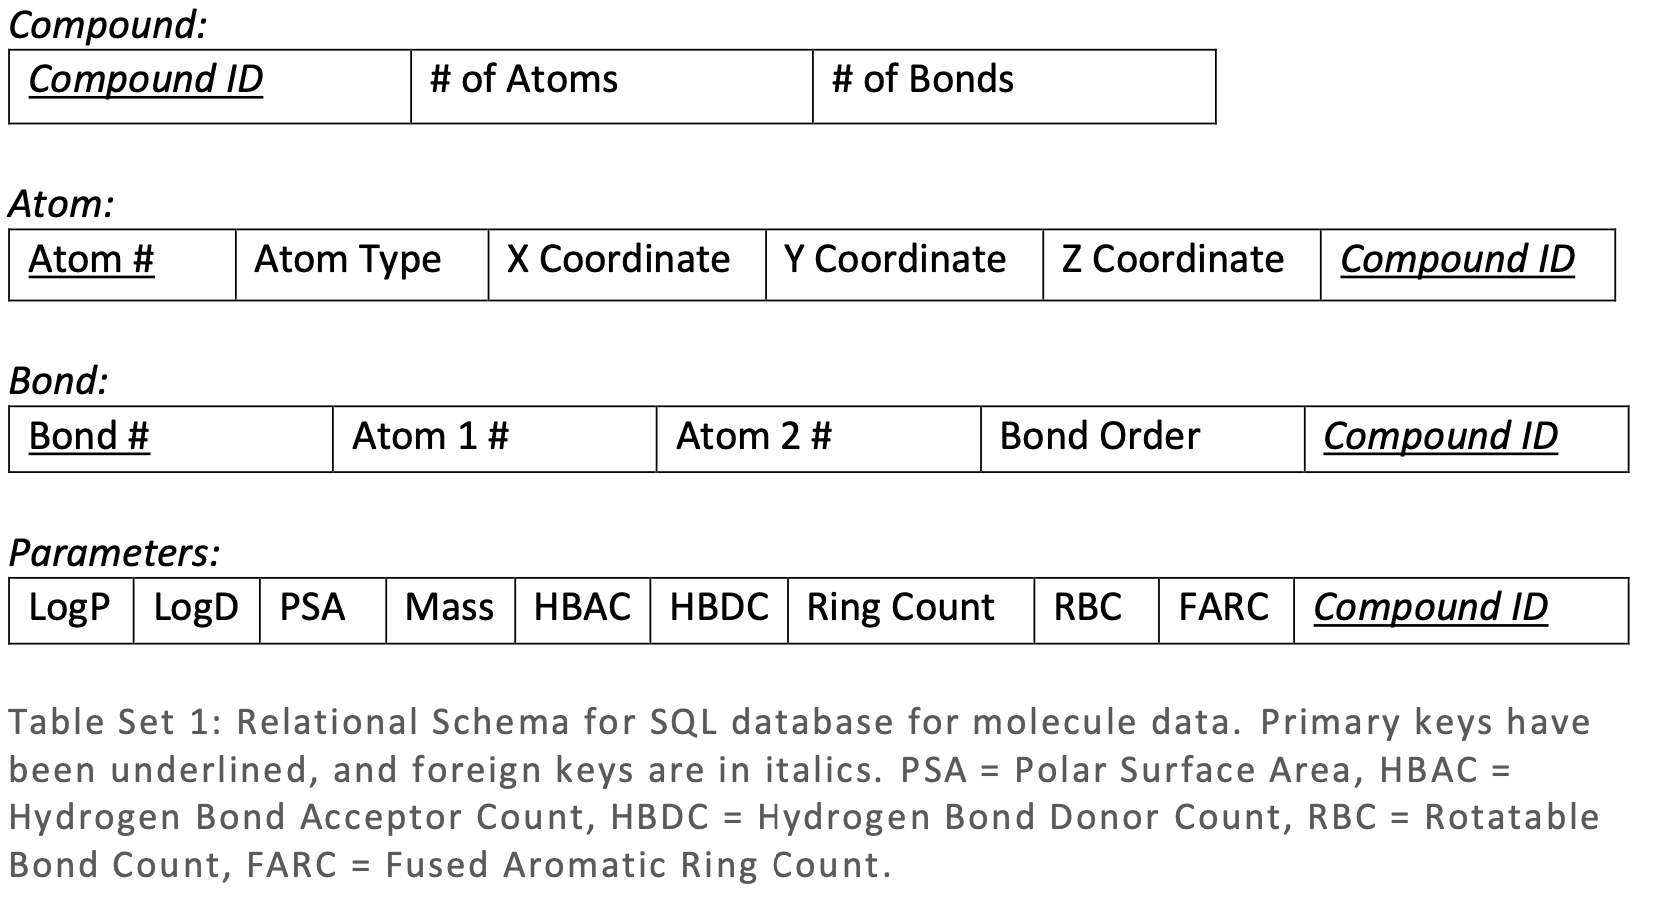 Compound:
Compound ID # of Atoms # of Bonds
Atom:
Atom # Atom Type X Coordinate Y Coordinate Z Coordinate Compound ID
Bond:
Bond # Atom 1 # Atom 2 # Bond Order Compound ID
Parameters:
LogP LogD PSA Mass HBAC HBDC Ring Count RBC FARC Compound ID
Table Set 1: Relational Schema for SQL database for molecule data. Primary keys have
been underlined, and foreign keys are in italics. PSA = Polar Surface Area, HBAC =
Hydrogen Bond Acceptor Count, HBDC = Hydrogen Bond Donor Count, RBC = Rotatable
Bond Count, FARC = Fused Aromatic Ring Count.